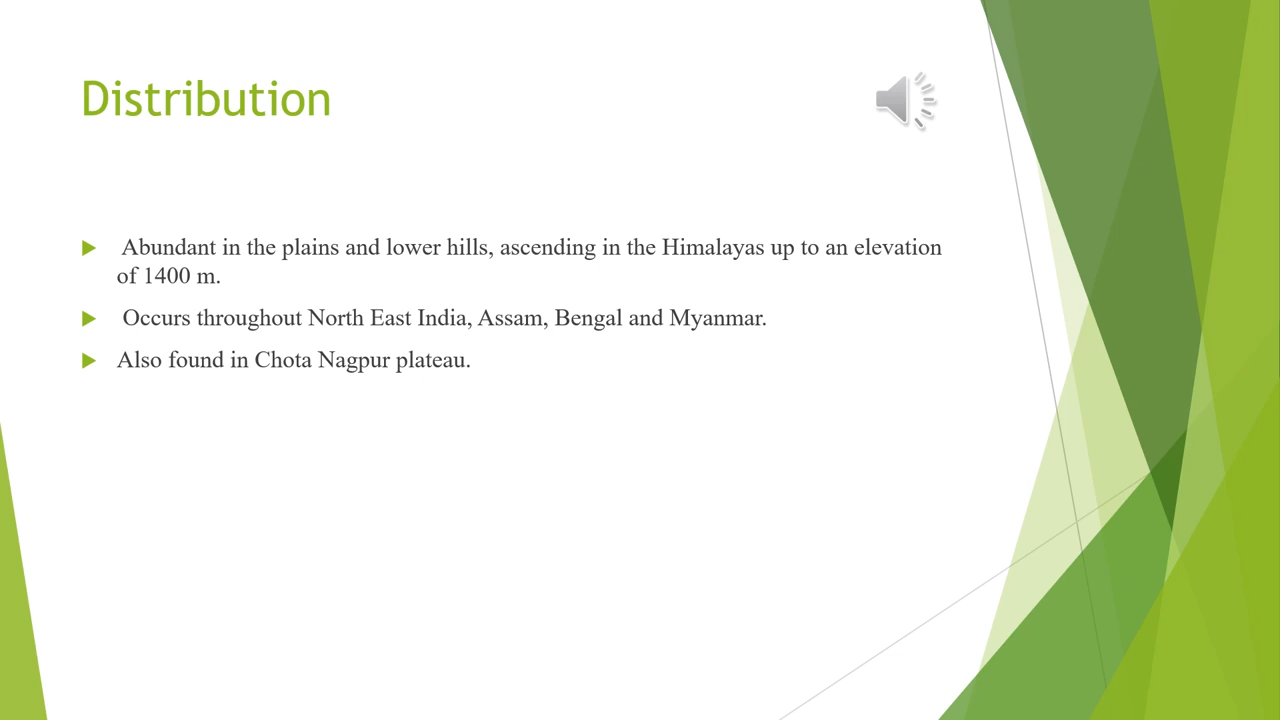 Distribution
Abundant in the plains and lower hills, ascending in the Himalayas up to an elevation
of 1400 m.
Occurs throughout North East India, Assam, Bengal and Myanmar.
Also found in Chota Nagpur plateau.